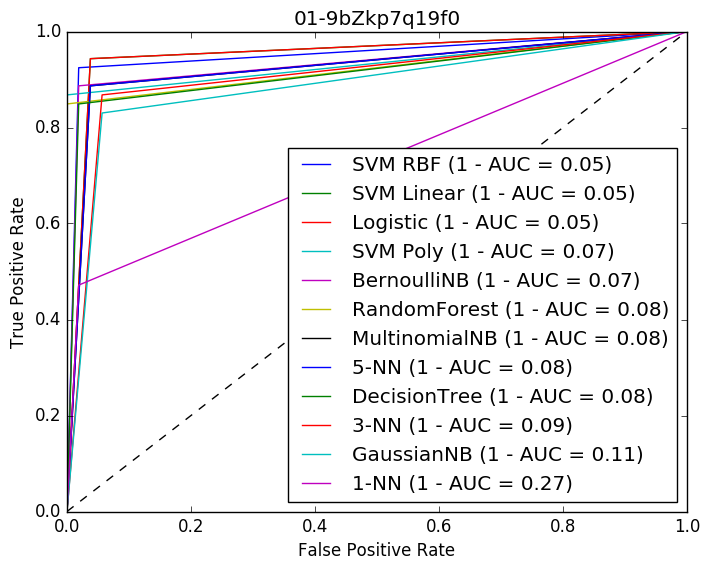 01-9bZkp7q19f0
True Positive Rate
1.0
0.8
0.6
0.4
0.2
0.0
SVM RBF (1 - AUC = 0.05)
SVM Linear (1 - AUC = 0.05)
Logistic (1 - AUC = 0.05)
SVM Poly (1 - AUC = 0.07)
BernoulliNB (1 - AUC = 0.07)
RandomForest (1 - AUC = 0.08)
MultinomialNB (1 - AUC = 0.08)
5-NN (1 - AUC = 0.08)
DecisionTree (1 - AUC = 0.08)
3-NN (1 - AUC = 0.09)
GaussianNB (1 - AUC = 0.11)
1-NN (1 - AUC = 0.27)
0.0 0.2 0.4 0.6 0.8 1.0
False Positive Rate